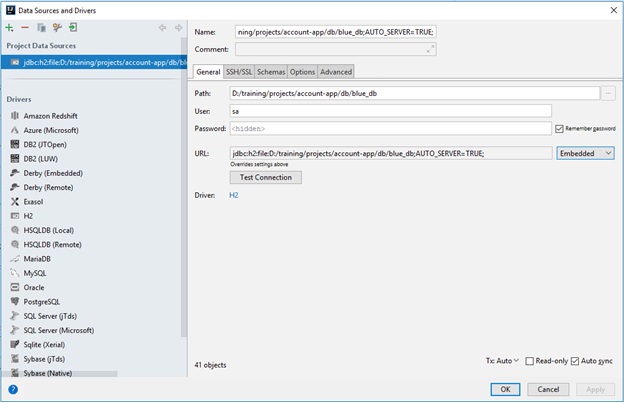 Data Sources and Drivers
Project Data Sources
jdbc:h2:file:D:/training/projects/account-app/db/bl
Drivers
Amazon Redshift
Azure (Microsoft)
DB2 (JTOpen)
DB2 (LUW)
Derby (Embedded)
Derby (Remote)
Exasol
H2
HSQLDB (Local)
HSQLDB (Remote)
MariaDB
MySQL
Oracle
PostgreSQL
SQL Server (jTds)
SQL Server (Microsoft)
Sqlite (Xerial)
Sybase (jTds)
Sybase (Native)
Name: ning/projects/account-app/db/blue_db;AUTO_SERVER=TRUE;
Comment:
General SSH/SSL Schemas Options Advanced
Path: D:/training/projects/account-app/db/blue_db ...
User: sa
Password: <hidden> Remember password
URL: jdbc:h2:file:D:/training/projects/account-app/db/blue_db;AUTO_SERVER=TRUE; Embedded
Overrides settings above
Test Connection
Driver: H2
41 objects Tx: Auto Read-only Auto sync
? OK Cancel Apply